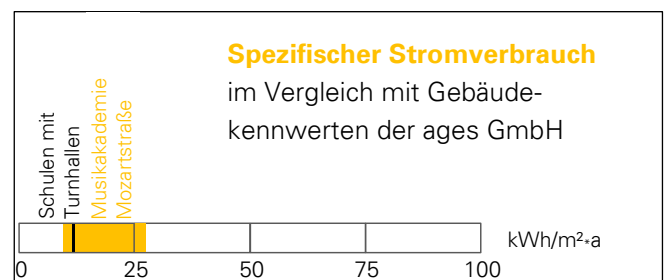 Spezifischer Stromverbrauch
im Vergleich mit Gebäude-
kennwerten der ages GmbH
Schulen mit
Turnhallen
Musikakademie
Mozartstraße
kWh/m²*a
0 25 50 75 100